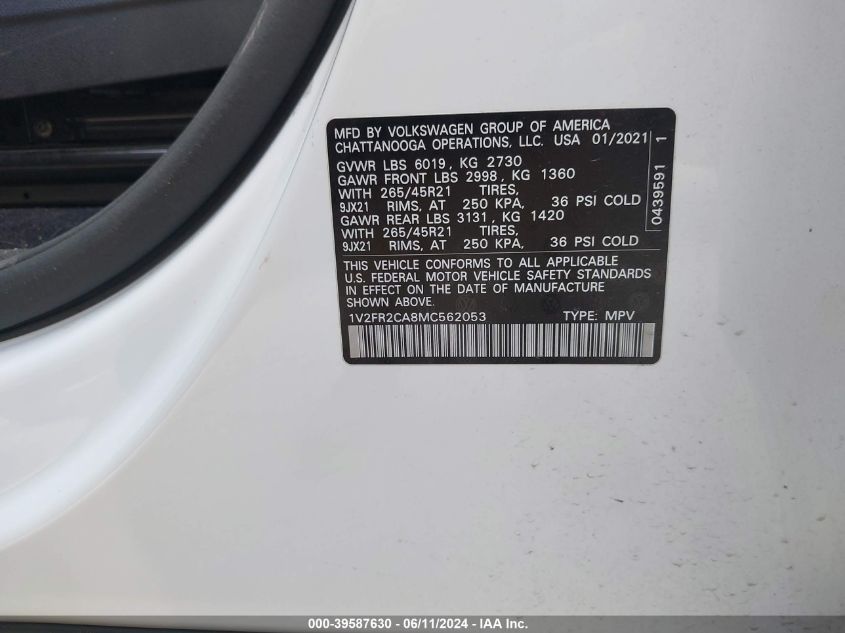 MFD BY VOLKSWAGEN GROUP OF AMERICA
CHATTANOOGA OPERATIONS, LLC. USA 01/2021
GVWR LBS 6019, KG 2730
GAWR FRONT LBS 2998, KG 1360
WITH 265/45R21 TIRES,
9JX21 RIMS, AT 250 KPA, 36 PSI COLD
GAWR REAR LBS 3131, KG 1420
WITH 265/45R21 TIRES,
9JX21 RIMS, AT 250 KPA, 36 PSI COLD
0439591 1
THIS VEHICLE CONFORMS TO ALL APPLICABLE
U.S. FEDERAL MOTOR VEHICLE SAFETY STANDARDS
IN EFFECT ON THE DATE OF MANUFACTURE
SHOWN ABOVE.
1V2FR2CA8MC562053 TYPE: MPV
000-39587630 - 06/11/2024 - IAA Inc.